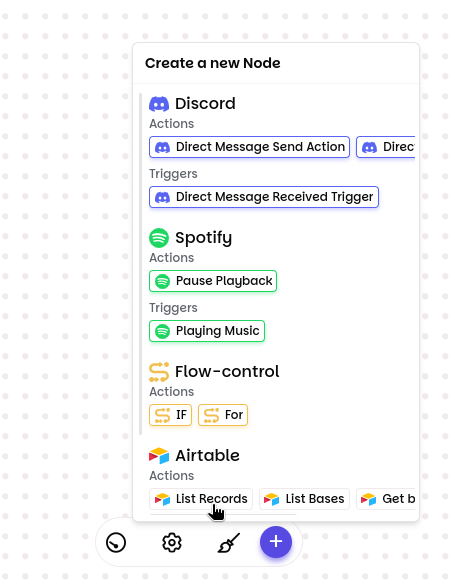 Create a new Node
Discord
Actions
Direct Message Send Action Direc
Triggers
Direct Message Received Trigger
Spotify
Actions
Pause Playback
Triggers
Playing Music
Flow-control
Actions
IF For
Airtable
Actions
List Records List Bases Get b